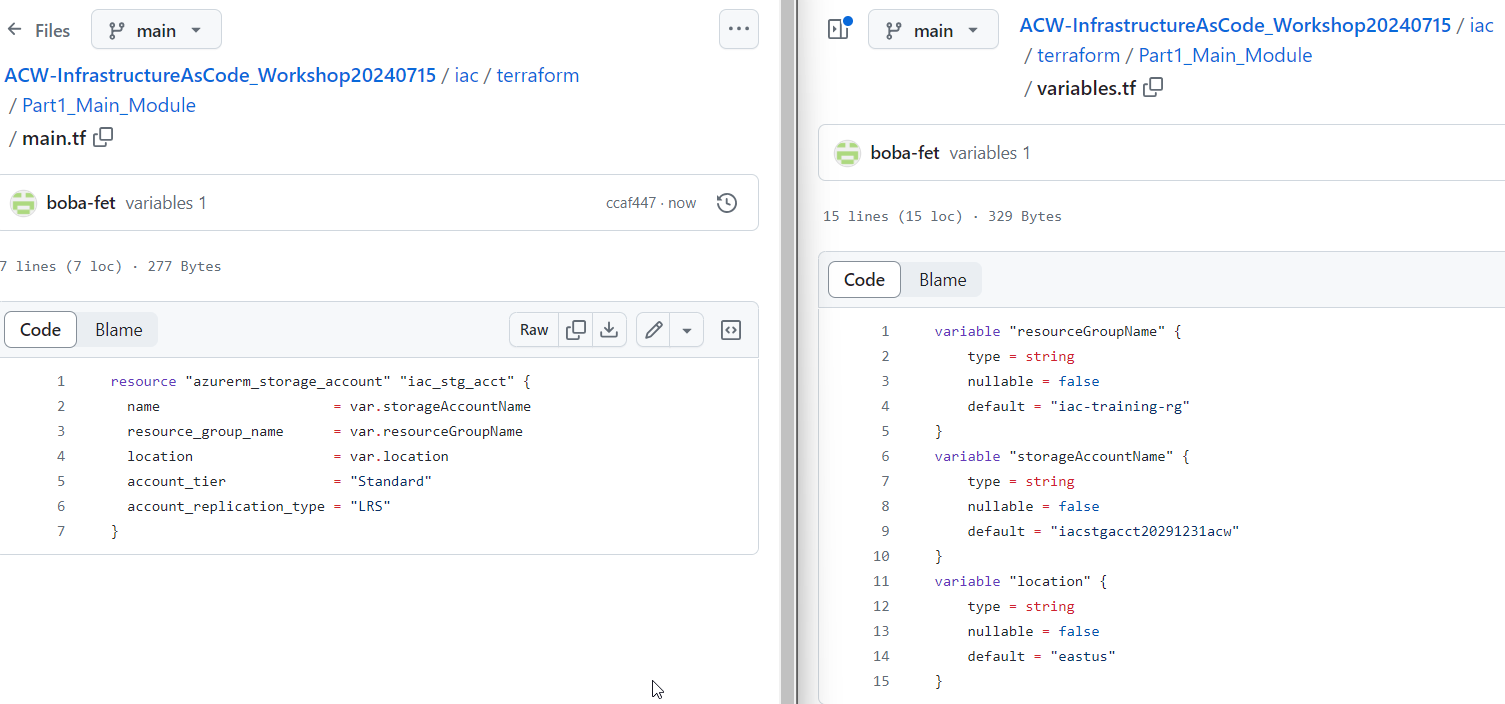 Files
main
ACW-InfrastructureAsCode_Workshop20240715 / iac / terraform
/ Part1_Main_Module
/ main.tf
boba-fet variables 1 ccaf447 · now
7 lines (7 loc) · 277 Bytes
Code Blame Raw
1 resource "azurerm_storage_account" "iac_stg_acct" {
2 name = var.storageAccountName
3 resource_group_name = var.resourceGroupName
4 location = var.location
5 account_tier = "Standard"
6 account_replication_type = "LRS"
7 }
main
ACW-InfrastructureAsCode_Workshop20240715 / iac
/ terraform / Part1_Main_Module
/ variables.tf
boba-fet variables 1
15 lines (15 loc) · 329 Bytes
Code Blame
1 variable "resourceGroupName" {
2 type = string
3 nullable = false
4 default = "iac-training-rg"
5 }
6 variable "storageAccountName" {
7 type = string
8 nullable = false
9 default = "iacstgacct20291231acw"
10 }
11 variable "location" {
12 type = string
13 nullable = false
14 default = "eastus"
15 }